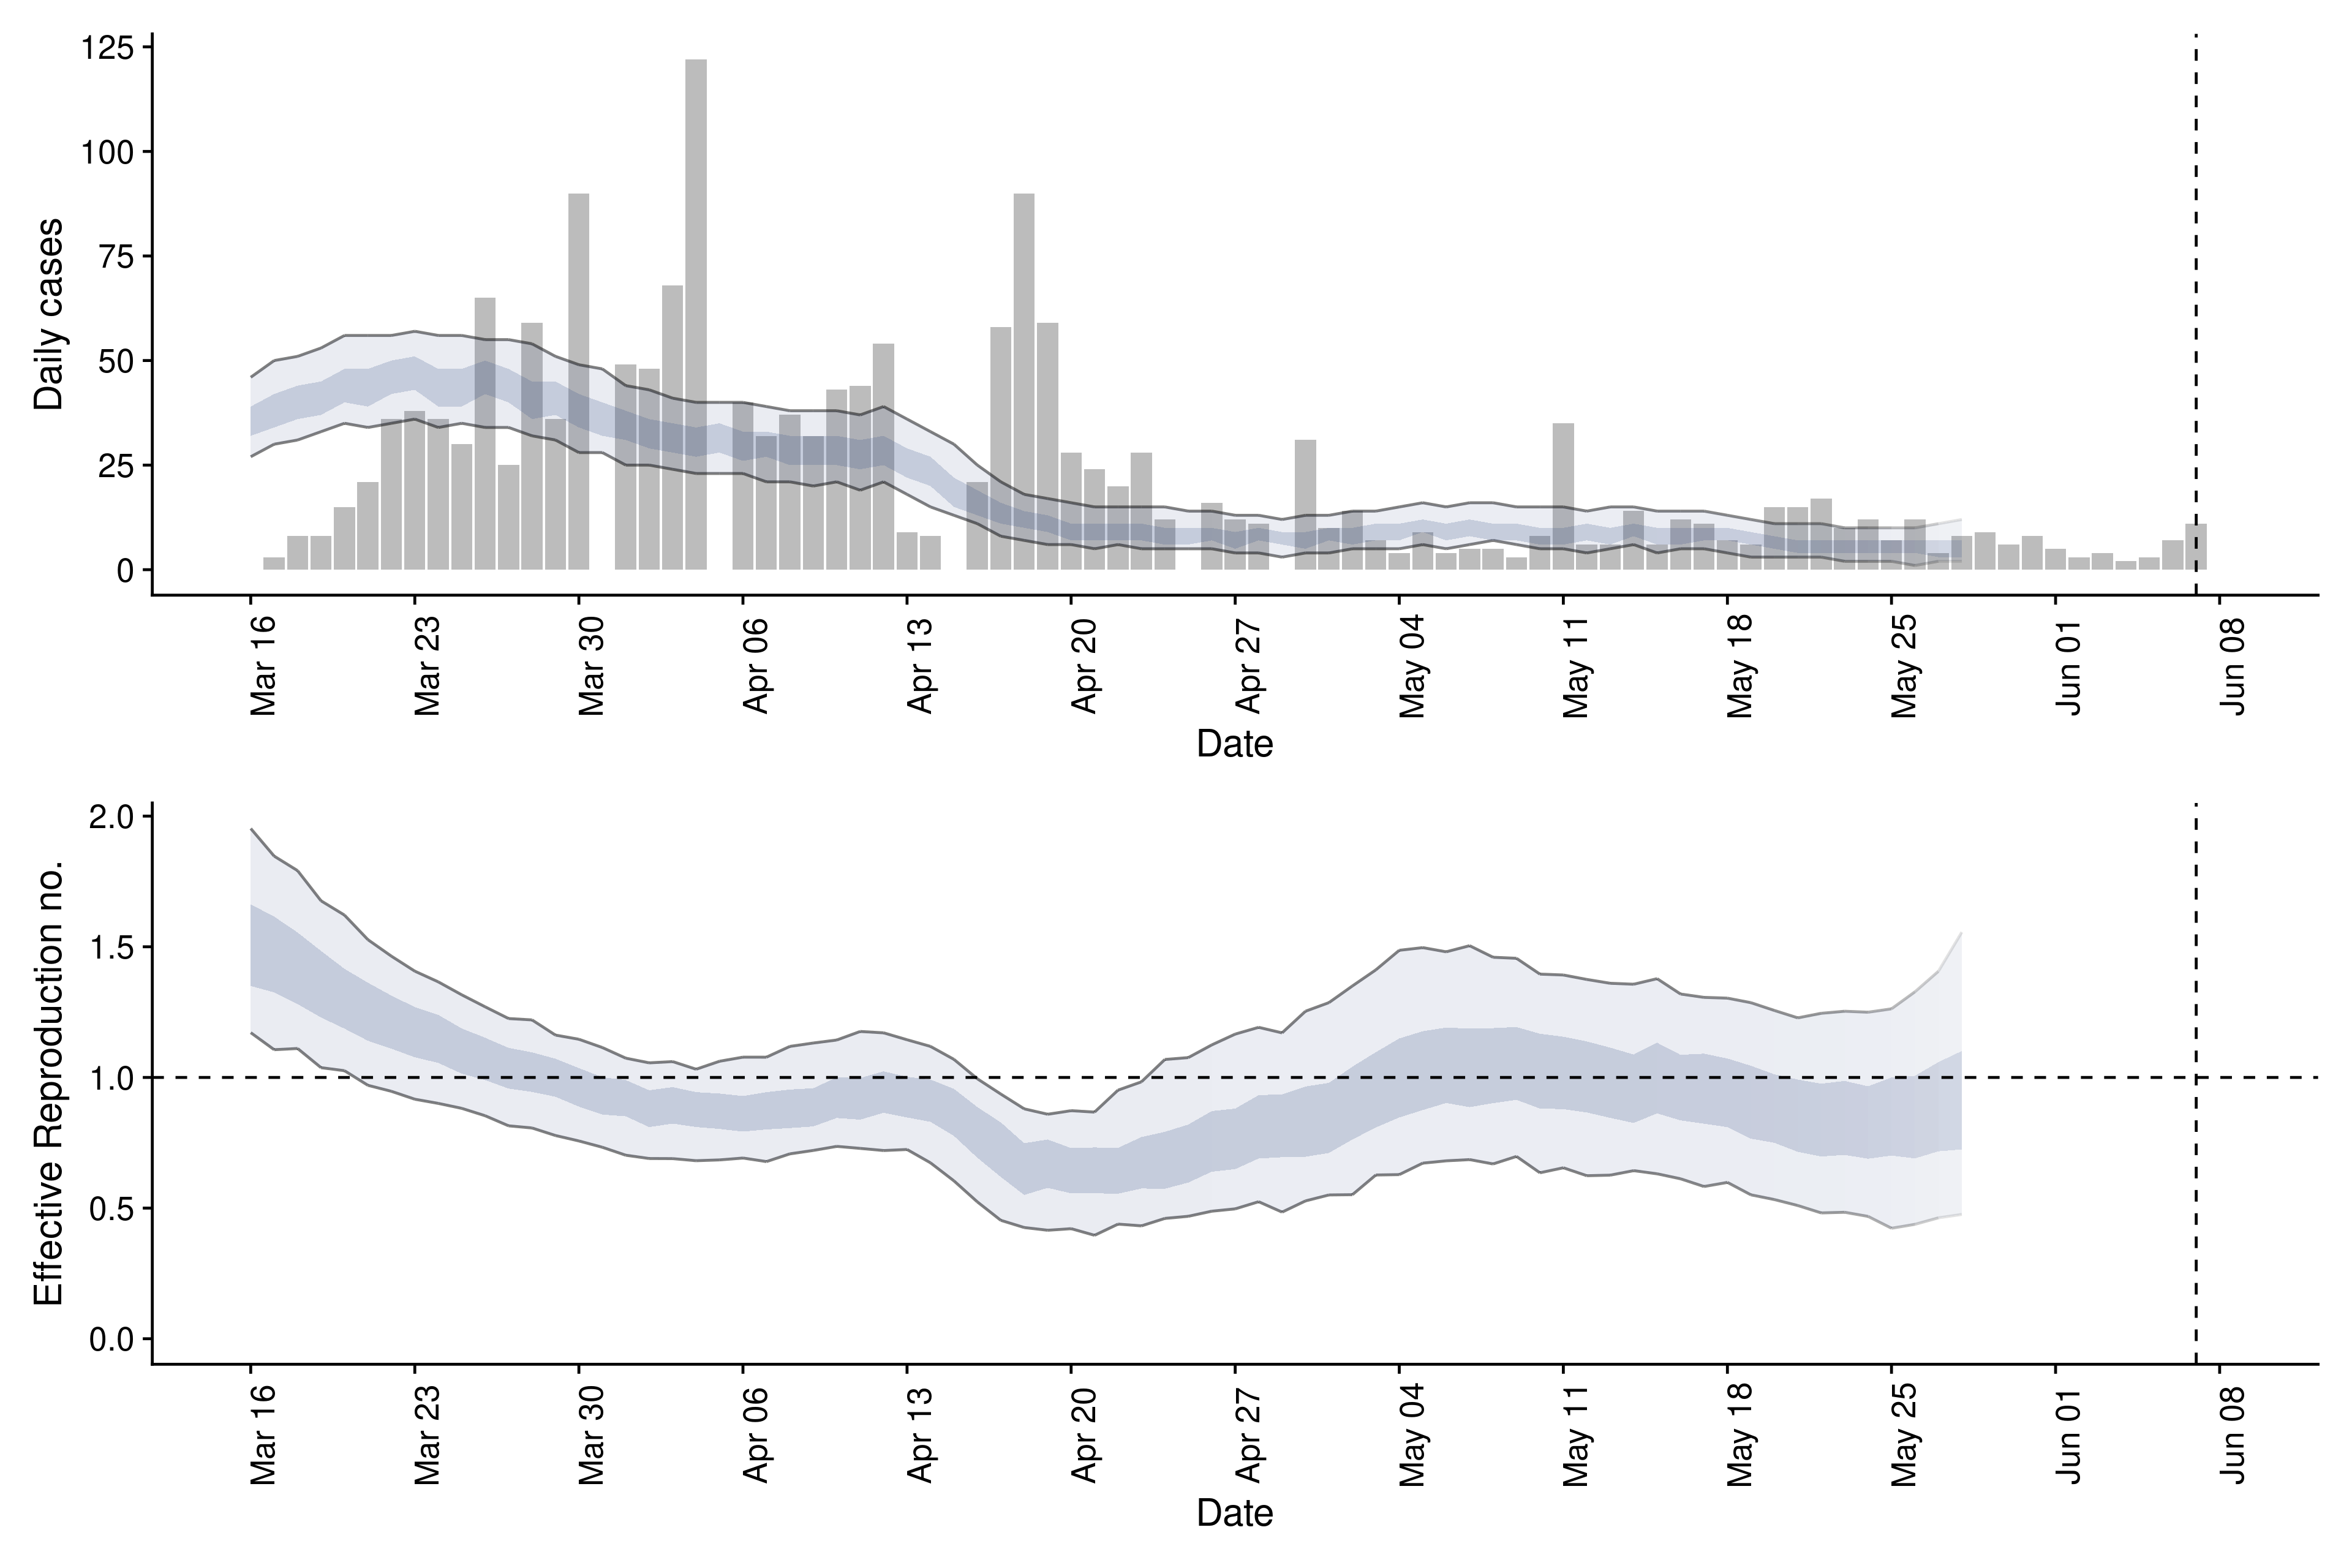 Daily cases
125
100
75
50
25
0
Mar 16
Mar 23
Mar 30
Apr 06
Apr 13
Apr 20
Apr 27
May 04
May 11
May 18
May 25
Jun 01
Jun 08
Date
Effective Reproduction no.
2.0
1.5
1.0
0.5
0.0
Mar 16
Mar 23
Mar 30
Apr 06
Apr 13
Apr 20
Apr 27
May 04
May 11
May 18
May 25
Jun 01
Jun 08
Date